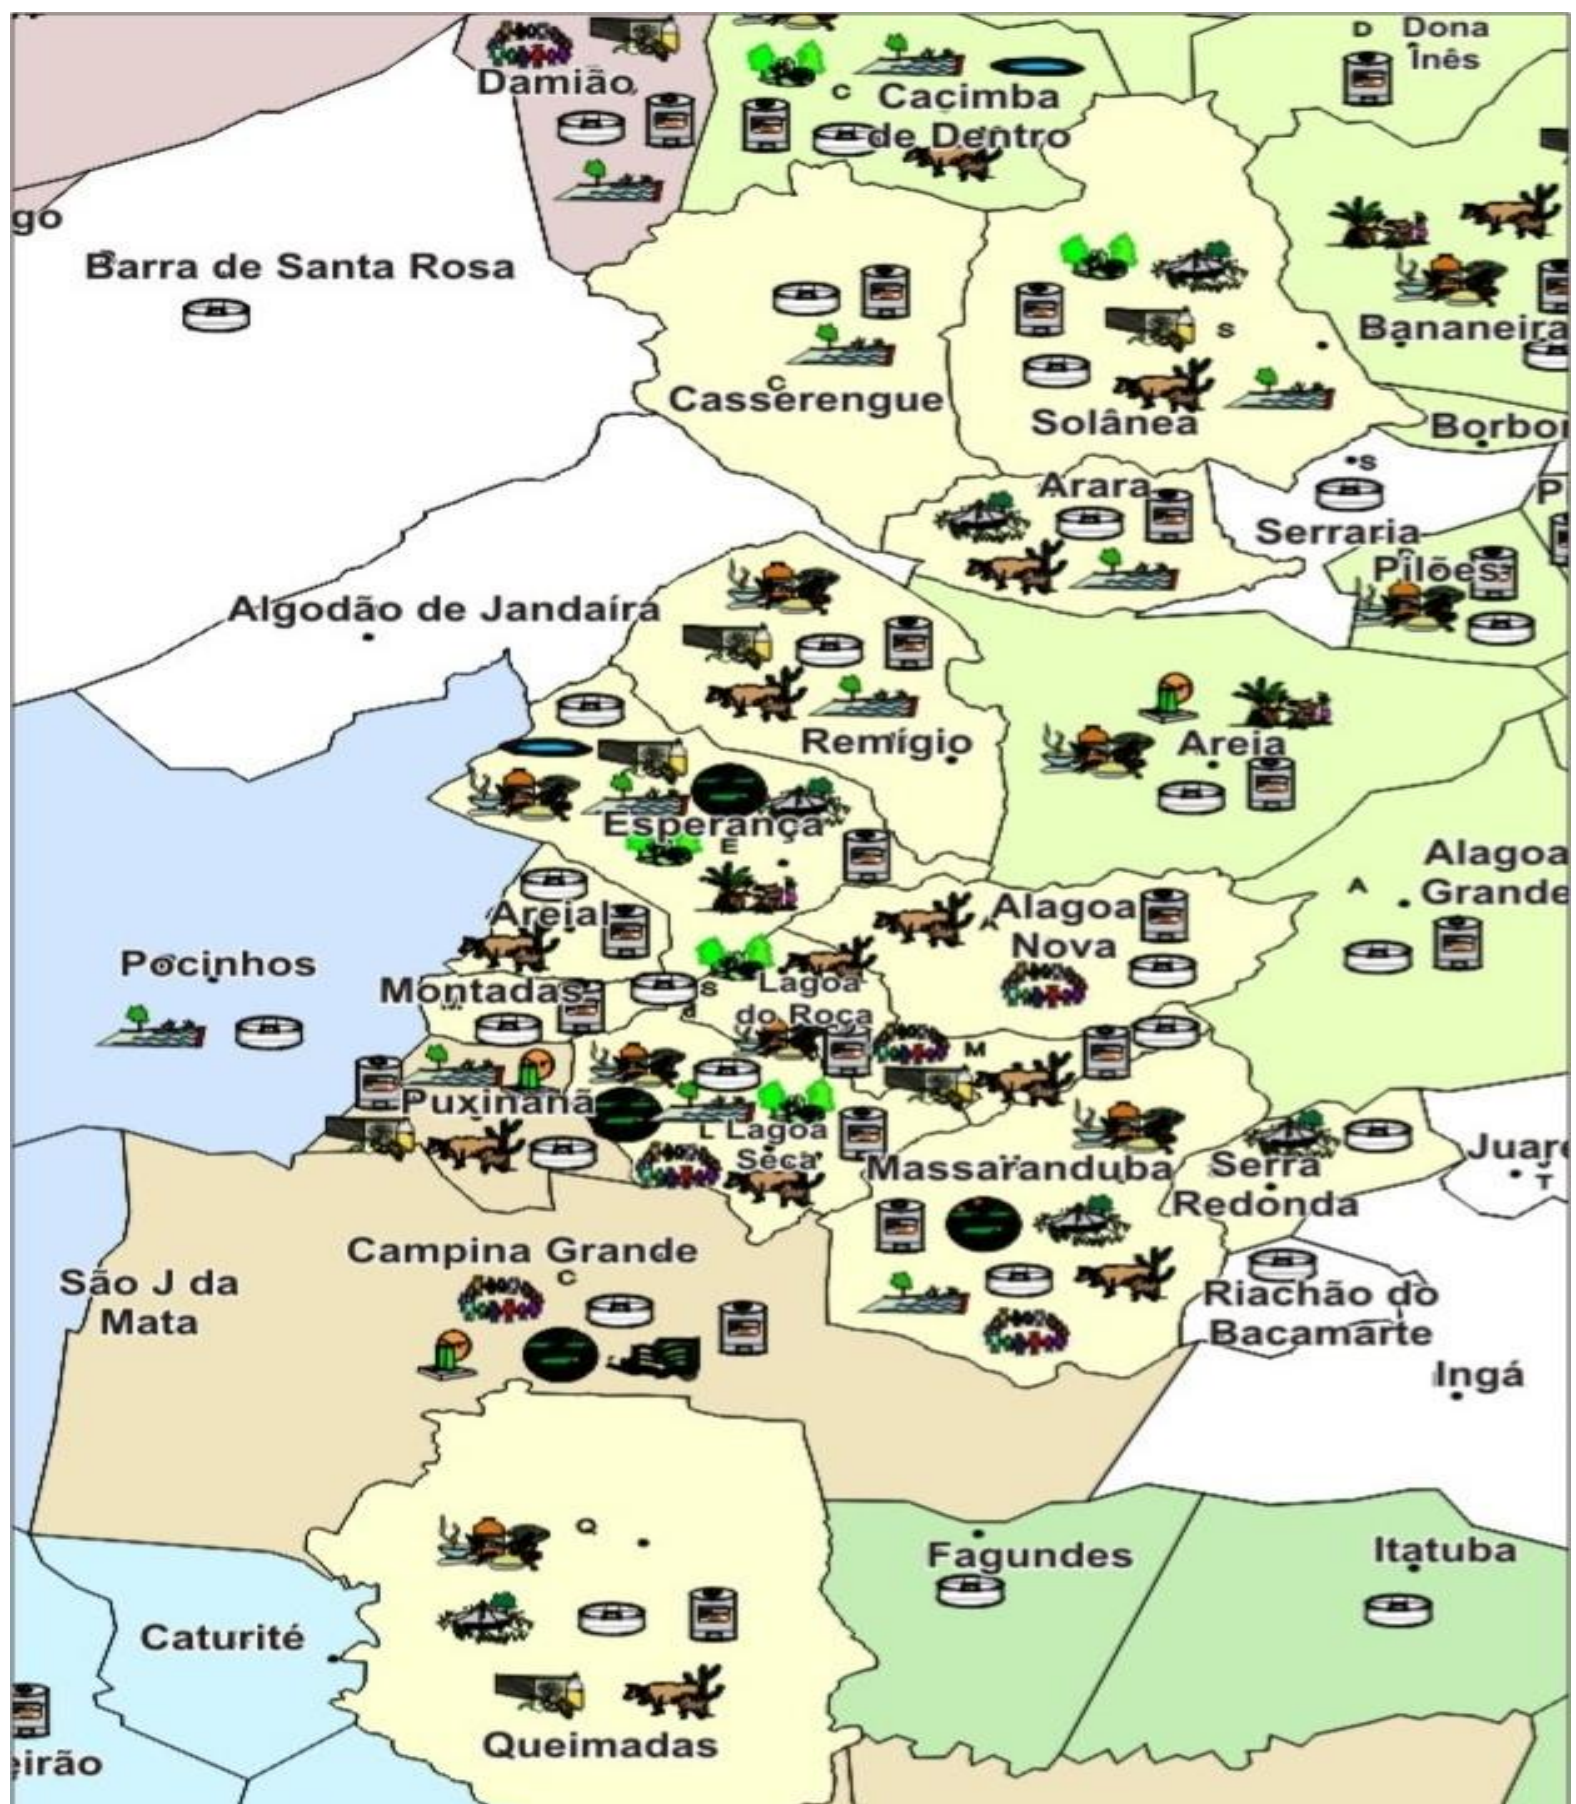 D
Dona
Inês
Damião
C
Cacimba
de Dentro
go
Barra de Santa Rosa
S
Bananeira
C
Casserengue
Solânea
Borbor
S
Arara
P
Serraria
Pilões
Algodão de Jandaíra
Remígio
Areia
Esperança
E
Alagoa
Grande
A
Areial
Alagoa
Nova
Pocinhos
Montadas
S
Lagoa
do Roça
M
Puxinanã
L
Lagoa
Seca
Massaranduba
Serra
Redonda
Juare
T
Campina Grande
C
São J da
Mata
Riachão do
Bacamarte
Ingá
Q
Fagundes
Itatuba
Caturité
Queimadas
eirão